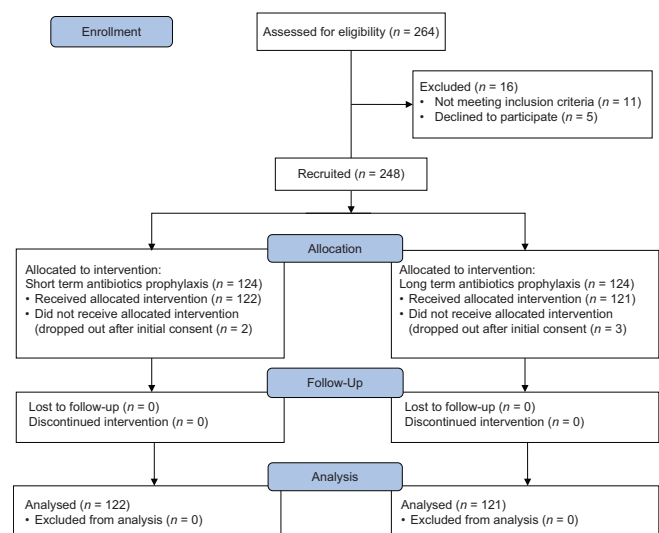 Enrollment
Assessed for eligibility (n = 264)
Excluded (n = 16)
• Not meeting inclusion criteria (n = 11)
• Declined to participate (n = 5)
Recruited (n = 248)
Allocation
Allocated to intervention:
Short term antibiotics prophylaxis (n = 124)
• Received allocated intervention (n = 122)
• Did not receive allocated intervention
(dropped out after initial consent (n = 2)
Allocated to intervention:
Long term antibiotics prophylaxis (n = 124)
• Received allocated intervention (n = 121)
• Did not receive allocated intervention
(dropped out after initial consent (n = 3)
Follow-Up
Lost to follow-up (n = 0)
Discontinued intervention (n = 0)
Lost to follow-up (n = 0)
Discontinued intervention (n = 0)
Analysis
Analysed (n = 122)
• Excluded from analysis (n = 0)
Analysed (n = 121)
• Excluded from analysis (n = 0)